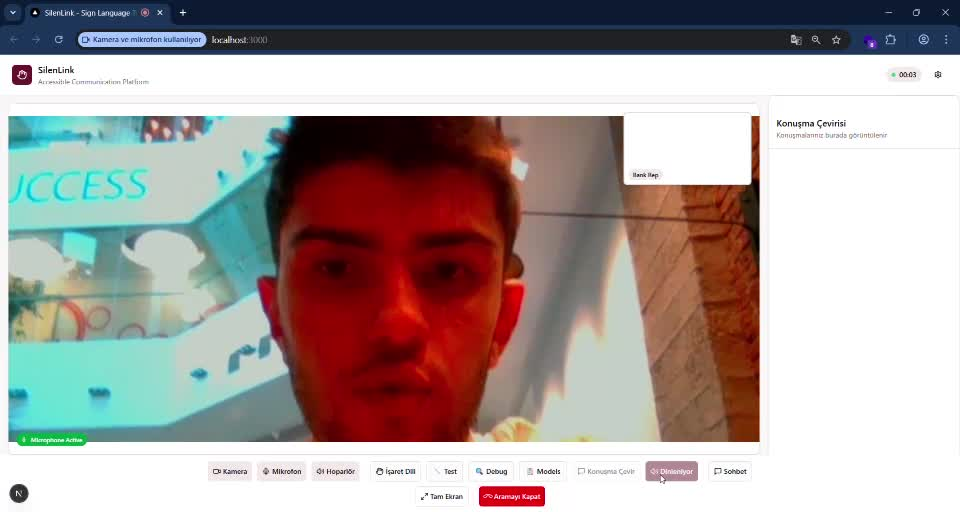 SilenLink - Sign Language
Kamera ve mikrofon kullanılıyor
localhost:3000
SilenLink
Accessible Communication Platform
00:03
UCCESS
Bank Rep
Konuşma Çevirisi
Konuşmalarınız burada görüntülenir
Microphone Active
Kamera
Mikrofon
Hoparlör
İşaret Dili
Test
Debug
Models
Konuşma Çevir
Dinleniyor
Sohbet
N
Tam Ekran
Aramayı Kapat